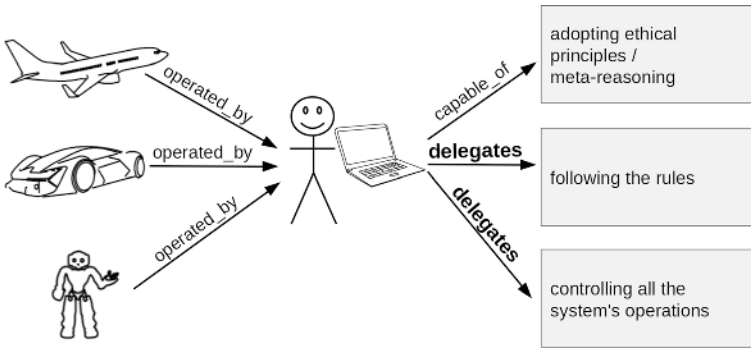 operated_by
operated_by
operated_by
capable_of
delegates
delegates
adopting ethical
principles /
meta-reasoning
following the rules
controlling all the
system's operations